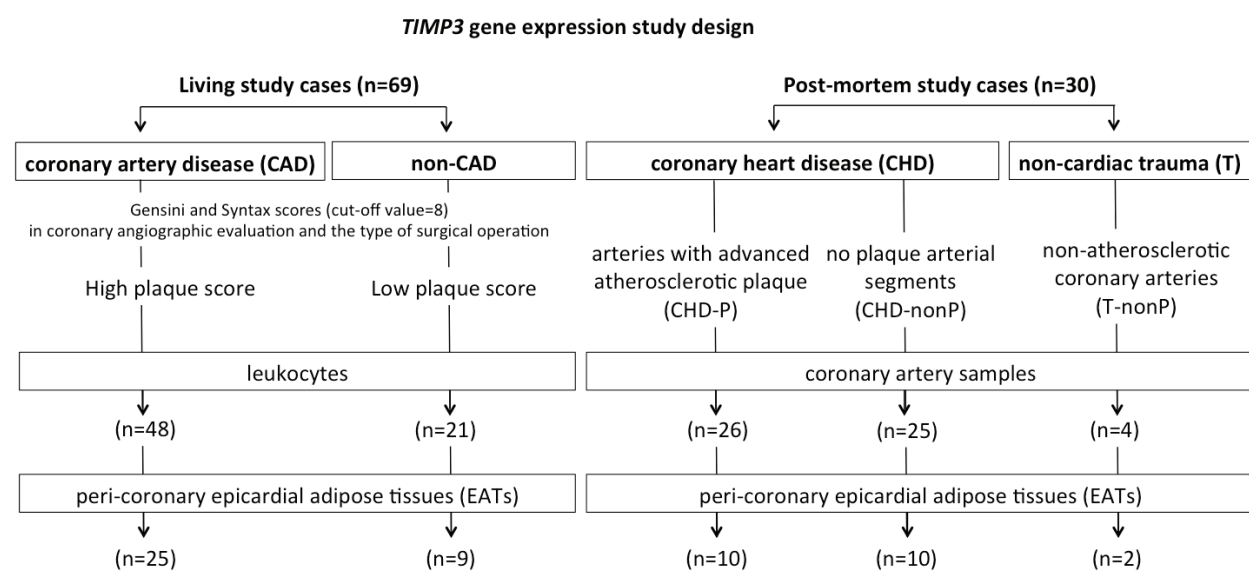 TIMP3 gene expression study design
Living study cases (n=69)
Post-mortem study cases (n=30)
coronary artery disease (CAD)
non-CAD
coronary heart disease (CHD)
non-cardiac trauma (T)
Gensini and Syntax scores (cut-off value=8)
in coronary angiographic evaluation and the type of surgical operation
High plaque score
Low plaque score
arteries with advanced
atherosclerotic plaque
(CHD-P)
no plaque arterial
segments
(CHD-nonP)
non-atherosclerotic
coronary arteries
(T-nonP)
leukocytes
coronary artery samples
(n=48)
(n=21)
(n=26)
(n=25)
(n=4)
peri-coronary epicardial adipose tissues (EATs)
peri-coronary epicardial adipose tissues (EATs)
(n=25)
(n=9)
(n=10)
(n=10)
(n=2)